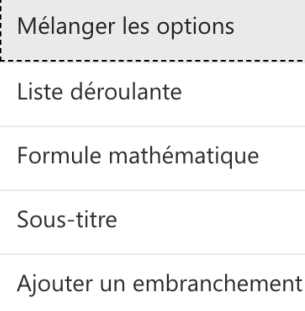 Mélanger les options
Liste déroulante
Formule mathématique
Sous-titre
Ajouter un embranchement